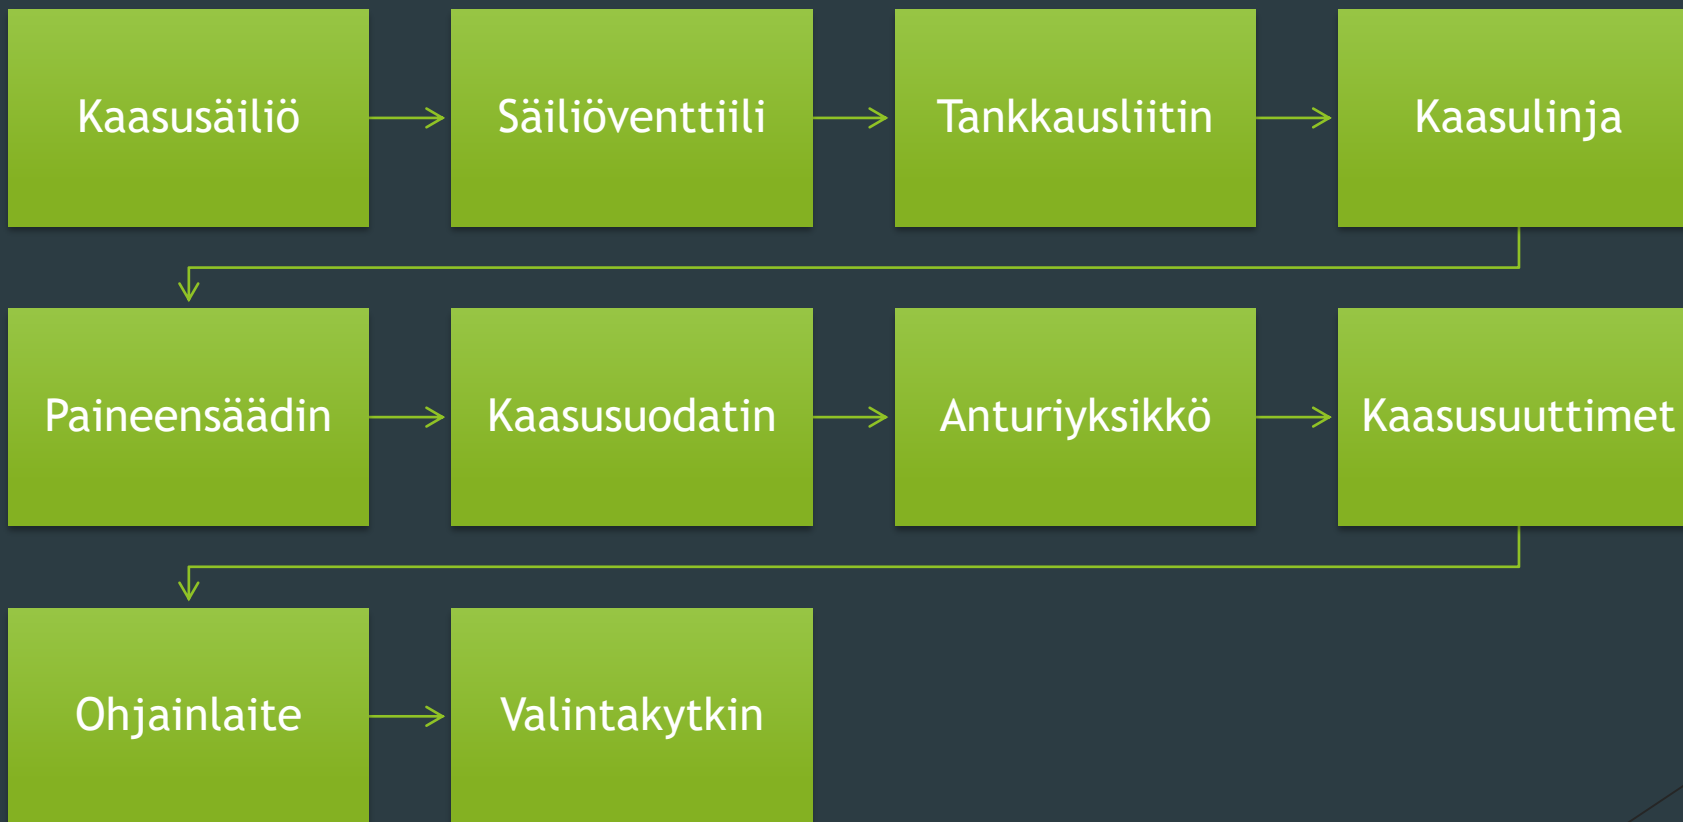 Kaasusäiliö
Säiliöventtiili
Tankkausliitin
Kaasulinja
Paineensäädin
Kaasusuodatin
Anturiyksikkö
Kaasusuuttimet
Ohjainlaite
Valintakytkin